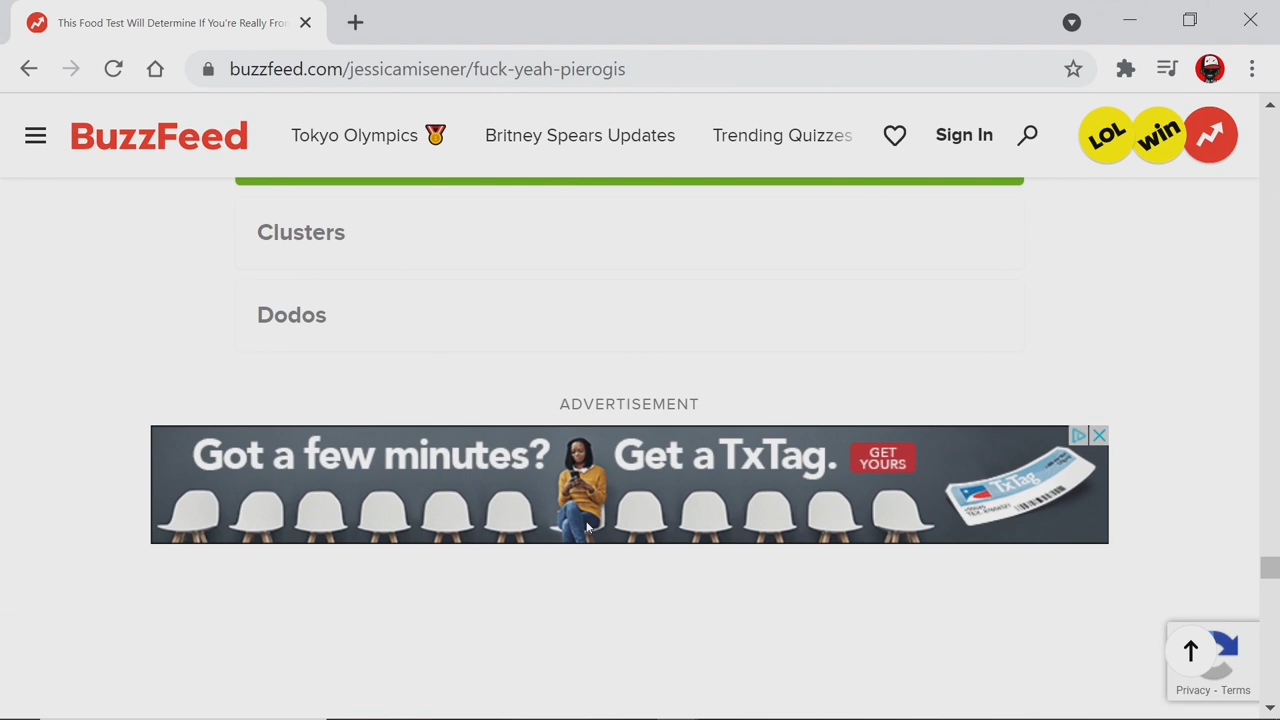 This Food Test Will Determine If You're Really Fro
buzzfeed.com/jessicamisener/fuck-yeah-pierogis
BuzzFeed
Tokyo Olympics
Britney Spears Updates
Trending Quizzes
Sign In
LOL
win
Clusters
Dodos
ADVERTISEMENT
Got a few minutes? Get a TxTag.
GET
YOURS
TxTag
Privacy - Terms